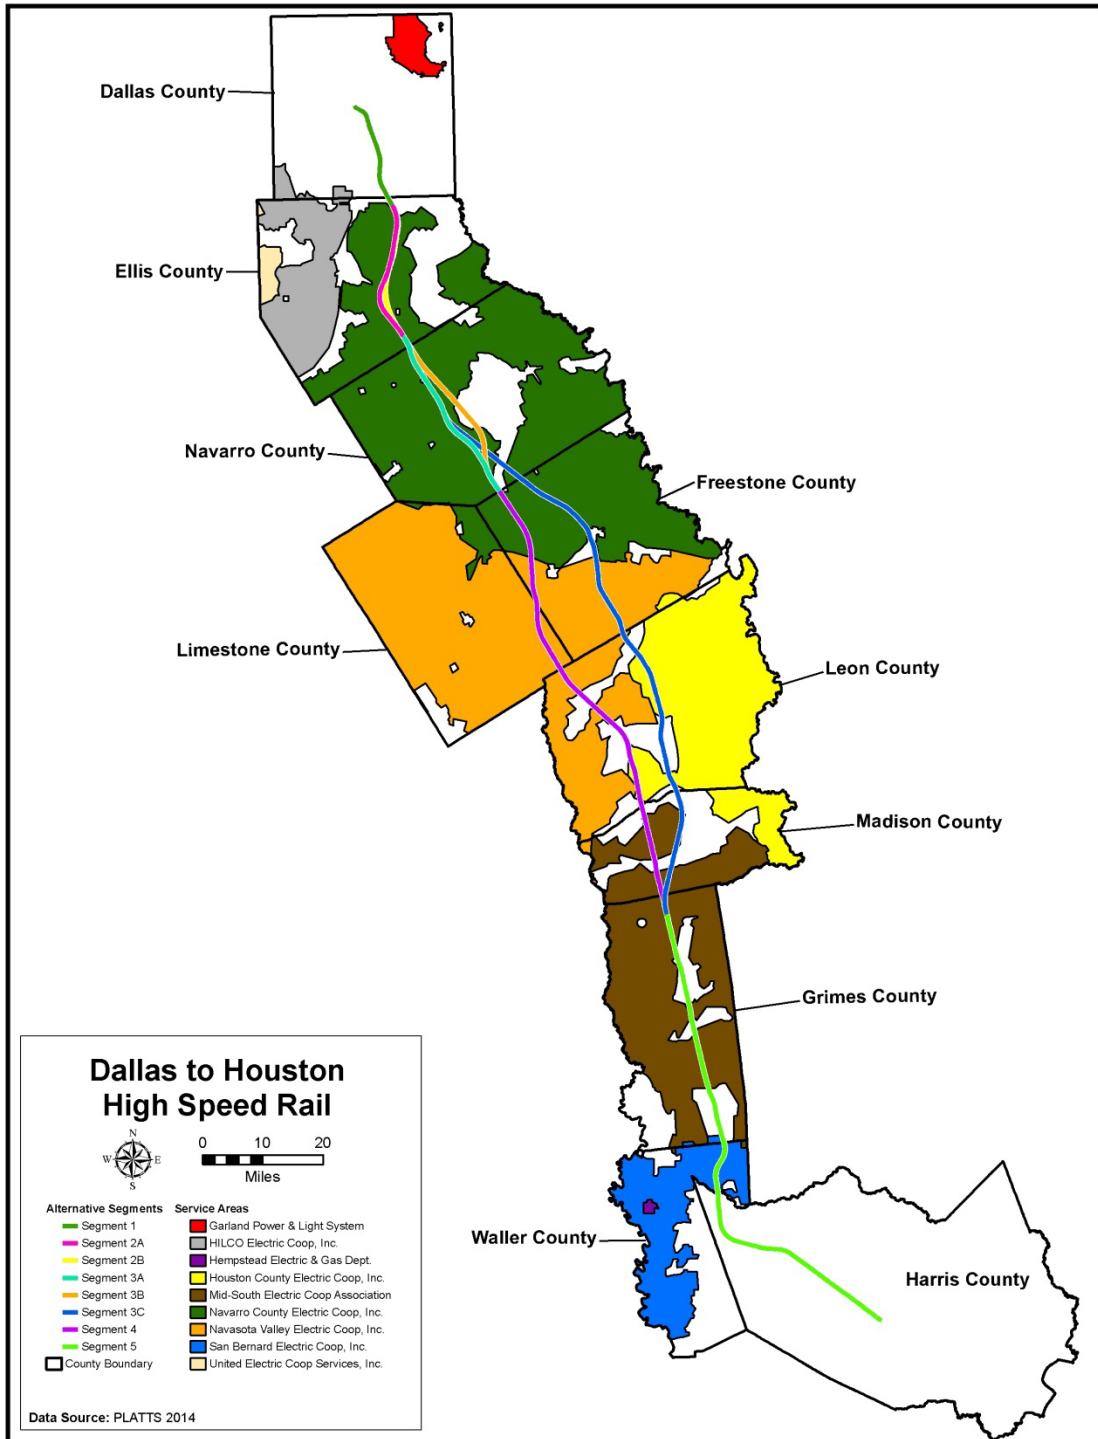 Dallas County
Ellis County
Navarro County
Freestone County
Limestone County
Leon County
Madison County
Grimes County
Waller County
Harris County
Dallas to Houston
High Speed Rail
N
W E
S
0 10 20
Miles
Alternative Segments
Segment 1
Segment 2A
Segment 2B
Segment 3A
Segment 3B
Segment 3C
Segment 4
Segment 5
County Boundary
Service Areas
Garland Power & Light System
HILCO Electric Coop, Inc.
Hempstead Electric & Gas Dept.
Houston County Electric Coop, Inc.
Mid-South Electric Coop Association
Navarro County Electric Coop, Inc.
Navasota Valley Electric Coop, Inc.
San Bernard Electric Coop, Inc.
United Electric Coop Services, Inc.
Data Source: PLATTS 2014